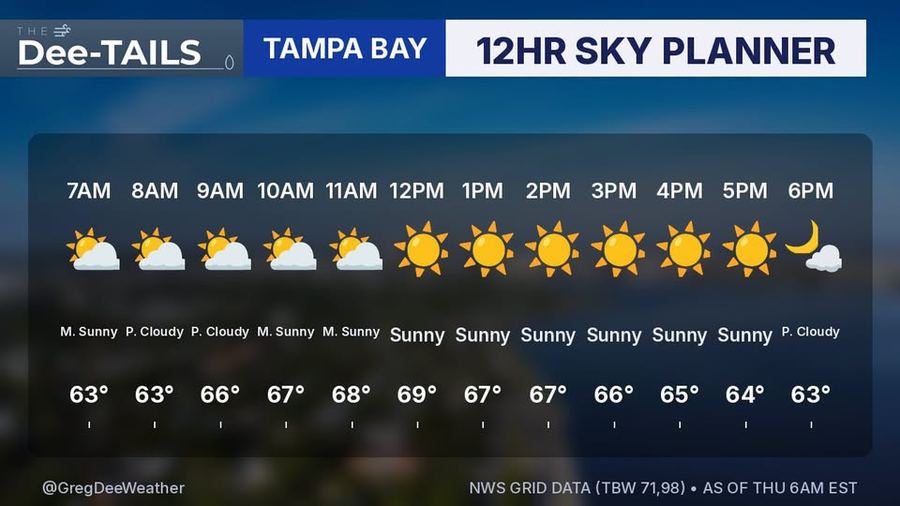 THE
Dee-TAILS
TAMPA BAY
12HR SKY PLANNER
7AM 8AM 9AM 10AM 11AM 12PM 1PM 2PM 3PM 4PM 5PM 6PM
M. Sunny P. Cloudy P. Cloudy M. Sunny M. Sunny Sunny Sunny Sunny Sunny Sunny Sunny P. Cloudy
63° 63° 66° 67° 68° 69° 67° 67° 66° 65° 64° 63°
@GregDeeWeather
NWS GRID DATA (TBW 71,98) • AS OF THU 6AM EST